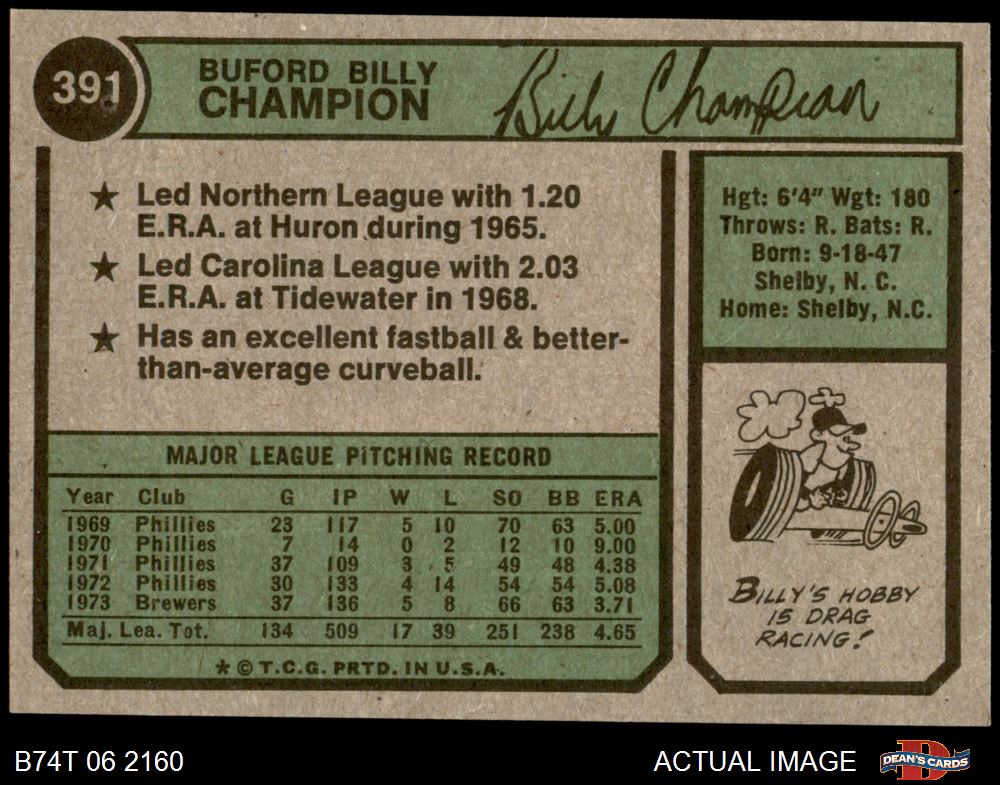 391
BUFORD BILLY
CHAMPION
Billy Champion
★ Led Northern League with 1.20
E.R.A. at Huron during 1965.
★ Led Carolina League with 2.03
E.R.A. at Tidewater in 1968.
★ Has an excellent fastball & better-
than-average curveball.
Hgt: 6'4" Wgt: 180
Throws: R. Bats: R.
Born: 9-18-47
Shelby, N. C.
Home: Shelby, N.C.
MAJOR LEAGUE PITCHING RECORD
Year Club G IP W L SO BB ERA
1969 Phillies 23 117 5 10 70 63 5.00
1970 Phillies 7 14 0 2 12 10 9.00
1971 Phillies 37 109 3 5 49 48 4.38
1972 Phillies 30 133 4 14 54 54 5.08
1973 Brewers 37 136 5 8 66 63 3.71
Maj. Lea. Tot. 134 509 17 39 251 238 4.65
* © T.C.G. PRTD. IN U.S.A.
BILLY'S HOBBY
IS DRAG
RACING!
B74T 06 2160
ACTUAL IMAGE
DEAN'S CARDS